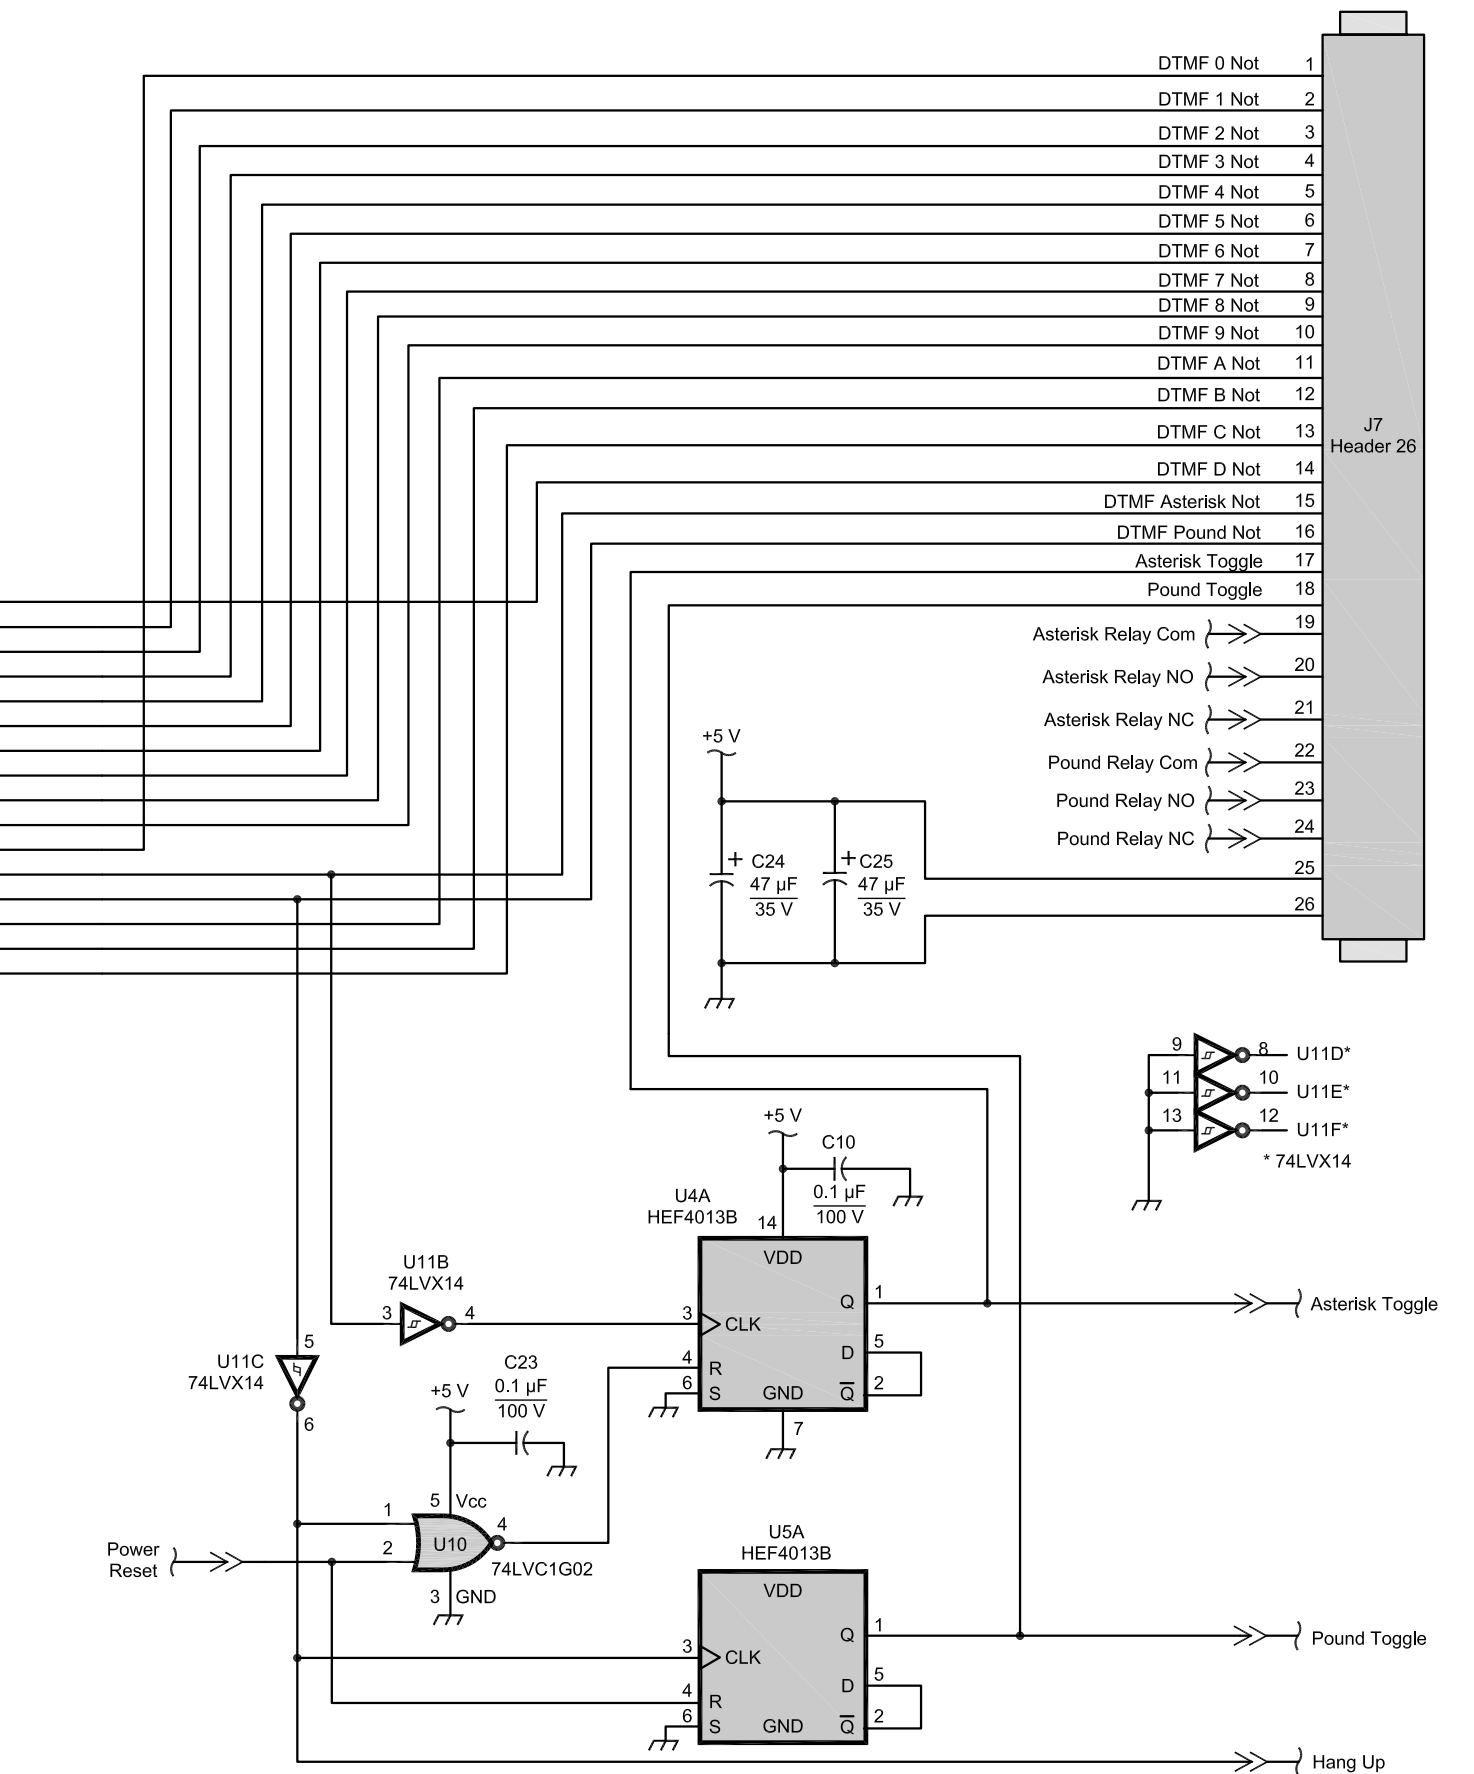 DTMF 0 Not 1
DTMF 1 Not 2
DTMF 2 Not 3
DTMF 3 Not 4
DTMF 4 Not 5
DTMF 5 Not 6
DTMF 6 Not 7
DTMF 7 Not 8
DTMF 8 Not 9
DTMF 9 Not 10
DTMF A Not 11
DTMF B Not 12
DTMF C Not 13
DTMF D Not 14
DTMF Asterisk Not 15
DTMF Pound Not 16
Asterisk Toggle 17
Pound Toggle 18
Asterisk Relay Com 19
Asterisk Relay NO 20
Asterisk Relay NC 21
Pound Relay Com 22
Pound Relay NO 23
Pound Relay NC 24
25
26
J7
Header 26
+5 V
+ C24
47 µF
35 V
+ C25
47 µF
35 V
9 8 U11D*
11 10 U11E*
13 12 U11F*
* 74LVX14
+5 V
C10
0.1 µF
100 V
U4A
HEF4013B
14
VDD
Q 1
3 CLK
D 5
4 R
6 S
GND
Q 2
7
Asterisk Toggle
U11B
74LVX14
3 4
5
U11C
74LVX14
6
C23
0.1 µF
100 V
+5 V
5 Vcc
1
2
U10
4
74LVC1G02
3 GND
Power
Reset
U5A
HEF4013B
VDD
Q 1
3 CLK
D 5
4 R
6 S
GND
Q 2
Pound Toggle
Hang Up